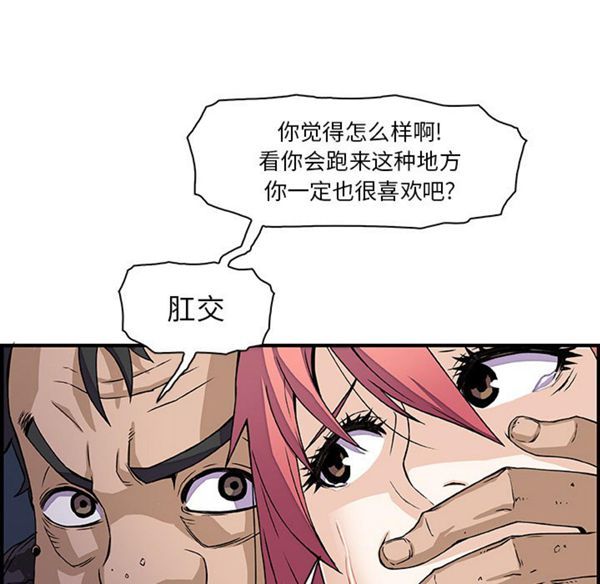 你觉得怎么样啊!
看你会跑来这种地方
你一定也很喜欢吧?
肛交